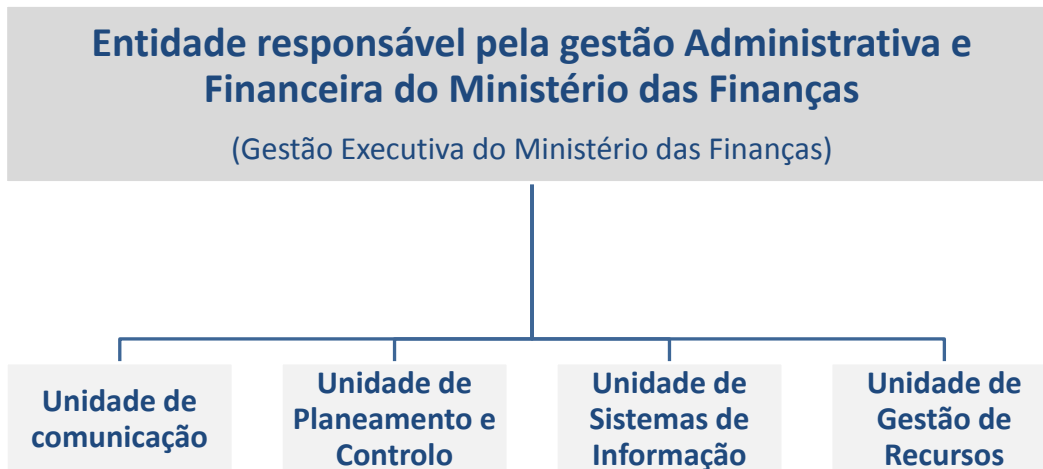 Entidade responsável pela gestão Administrativa e
Financeira do Ministério das Finanças
(Gestão Executiva do Ministério das Finanças)
Unidade de
comunicação
Unidade de
Planeamento e
Controlo
Unidade de
Sistemas de
Informação
Unidade de
Gestão de
Recursos